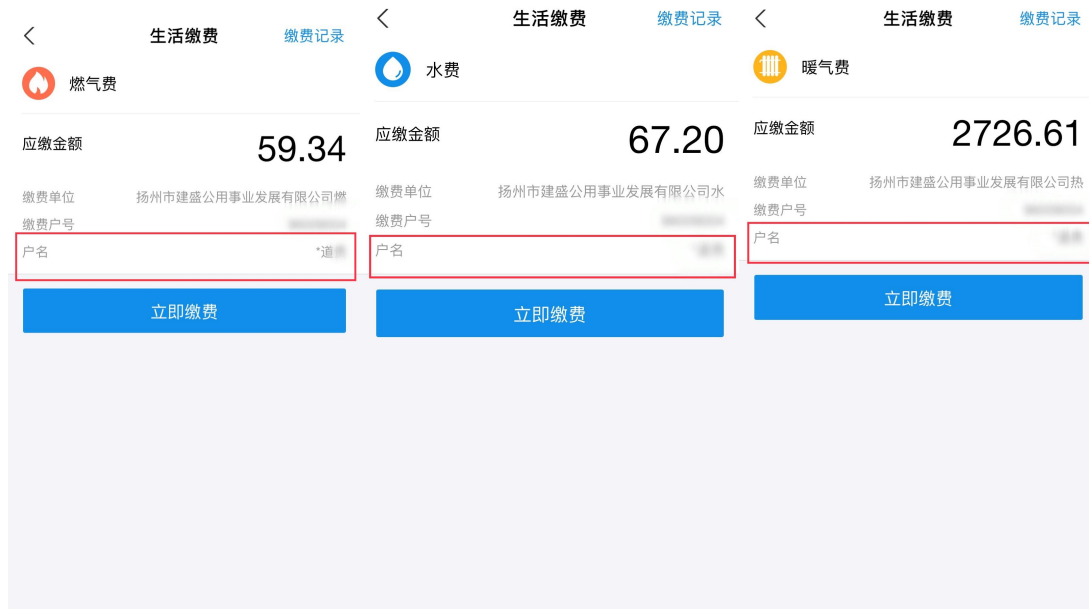 生活缴费 缴费记录
燃气费
应缴金额 59.34
缴费单位 扬州市建盛公用事业发展有限公司燃
缴费户号
户名 *道
立即缴费
生活缴费 缴费记录
水费
应缴金额 67.20
缴费单位 扬州市建盛公用事业发展有限公司水
缴费户号
户名
立即缴费
生活缴费 缴费记录
暖气费
应缴金额 2726.61
缴费单位 扬州市建盛公用事业发展有限公司热
缴费户号
户名
立即缴费